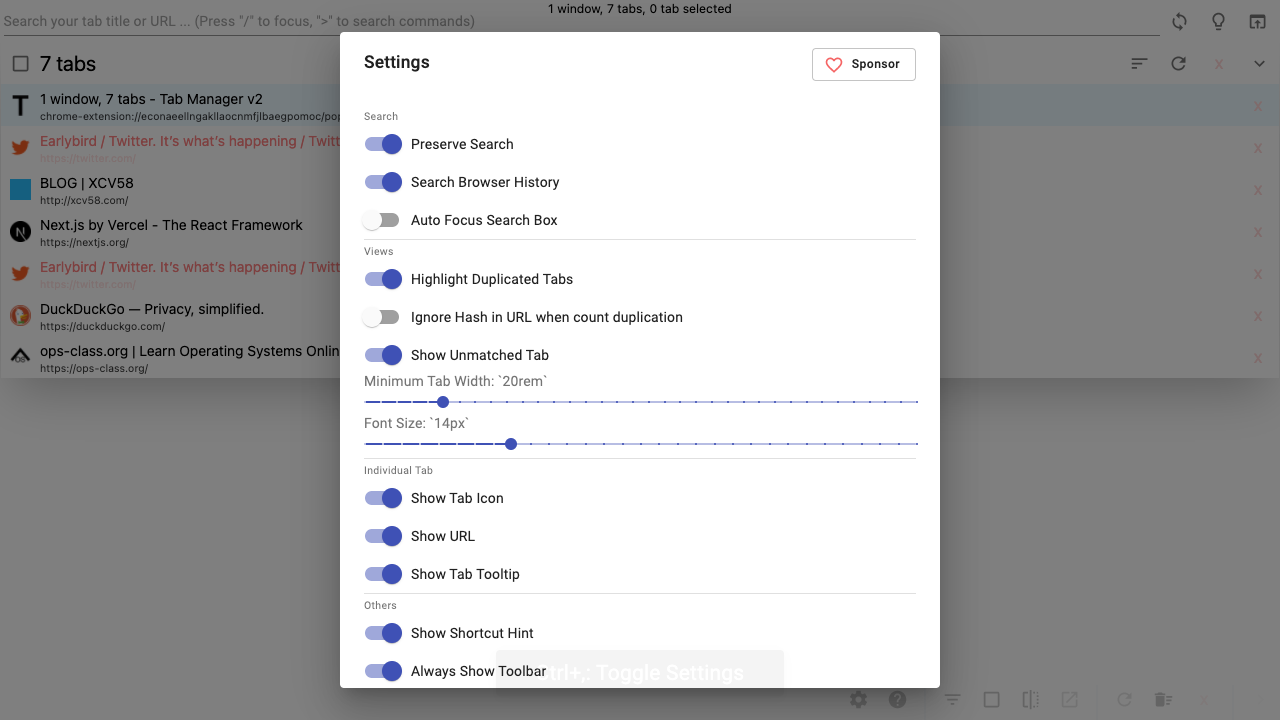 1 window, 7 tabs, 0 tab selected
Search your tab title or URL ... (Press "/" to focus, ">" to search commands)
7 tabs
x
1 window, 7 tabs - Tab Manager v2
chrome-extension://econaeellngakllaocnmfjlbaegpomoc/pop
x
Earlybird / Twitter. It's what's happening / Twitt
https://twitter.com/
x
BLOG | XCV58
http://xcv58.com/
x
Next.js by Vercel - The React Framework
https://nextjs.org/
x
Earlybird / Twitter. It's what's happening / Twitt
https://twitter.com/
x
DuckDuckGo — Privacy, simplified.
https://duckduckgo.com/
x
ops-class.org | Learn Operating Systems Onlin
https://ops-class.org/
x
Settings
Sponsor
Search
Preserve Search
Search Browser History
Auto Focus Search Box
Views
Highlight Duplicated Tabs
Ignore Hash in URL when count duplication
Show Unmatched Tab
Minimum Tab Width: `20rem`
Font Size: `14px`
Individual Tab
Show Tab Icon
Show URL
Show Tab Tooltip
Others
Show Shortcut Hint
Always Show Toolbar
Ctrl+,: Toggle Settings